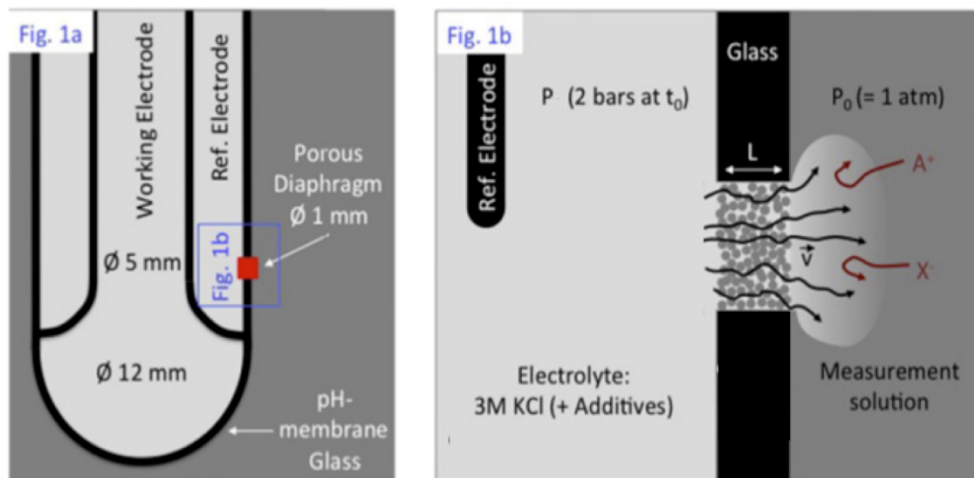 Fig. 1a
Working Electrode
Ref. Electrode
Porous
Diaphragm
Ø 1 mm
Fig. 1b
Ø 5 mm
Ø 12 mm
pH-
membrane
Glass
Fig. 1b
Glass
Ref. Electrode
P (2 bars at t₀)
P₀ (= 1 atm)
L
A⁺
v⃗
X⁻
Electrolyte:
3M KCl (+ Additives)
Measurement
solution